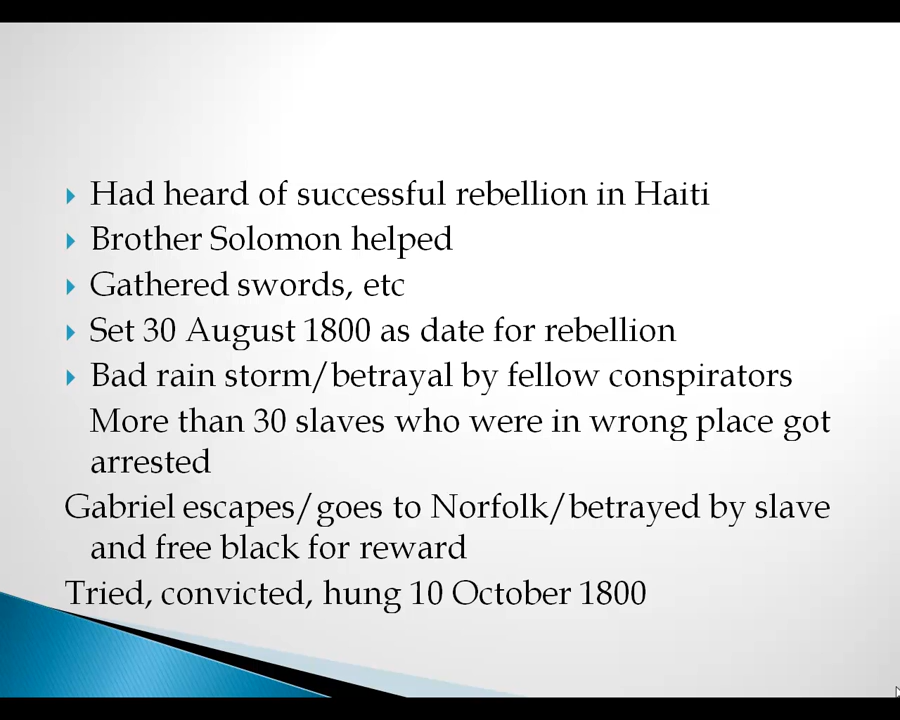 Had heard of successful rebellion in Haiti
Brother Solomon helped
Gathered swords, etc
Set 30 August 1800 as date for rebellion
Bad rain storm/betrayal by fellow conspirators
More than 30 slaves who were in wrong place got
arrested
Gabriel escapes/goes to Norfolk/betrayed by slave
and free black for reward
Tried, convicted, hung 10 October 1800